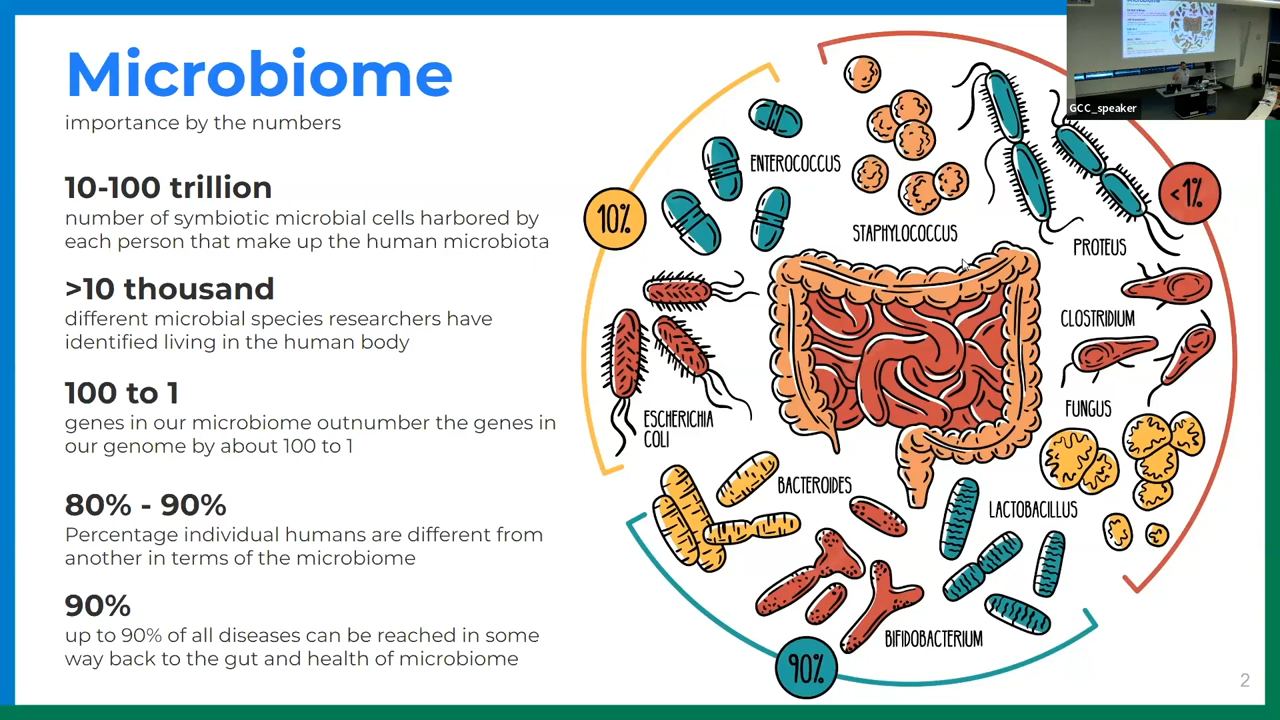 Microbiome
importance by the numbers
10-100 trillion
number of symbiotic microbial cells harbored by
each person that make up the human microbiota
>10 thousand
different microbial species researchers have
identified living in the human body
100 to 1
genes in our microbiome outnumber the genes in
our genome by about 100 to 1
80% - 90%
Percentage individual humans are different from
another in terms of the microbiome
90%
up to 90% of all diseases can be reached in some
way back to the gut and health of microbiome
10%
ENTEROCOCCUS
STAPHYLOCOCCUS
PROTEUS
<1%
CLOSTRIDIUM
FUNGUS
ESCHERICHIA
COLI
BACTEROIDES
LACTOBACILLUS
BIFIDOBACTERIUM
90%
GCC_speaker
2